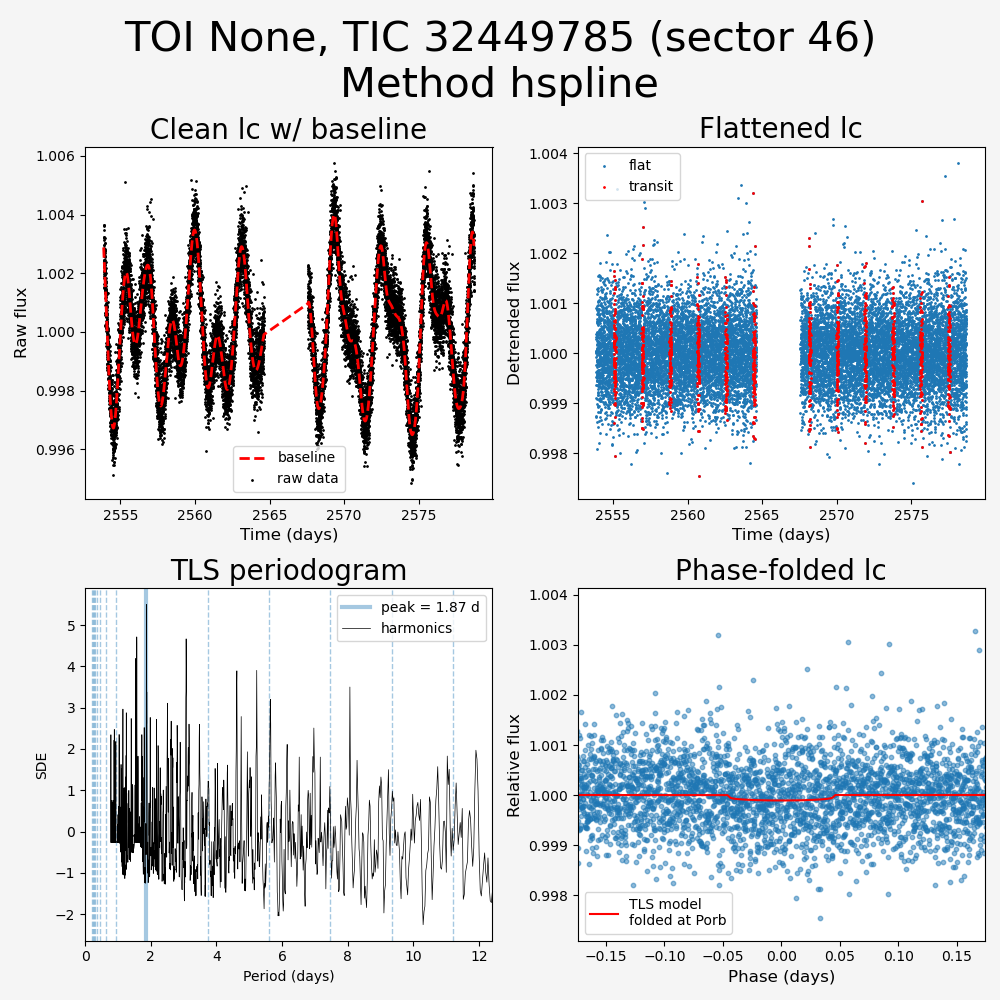 TOI None, TIC 32449785 (sector 46)
Method hspline
Clean lc w/ baseline
Raw flux
1.006
1.004
1.002
1.000
0.998
0.996
baseline
raw data
2555
2560
2565
2570
2575
Time (days)
Flattened lc
Detrended flux
1.004
1.003
1.002
1.001
1.000
0.999
0.998
flat
transit
2555
2560
2565
2570
2575
Time (days)
TLS periodogram
SDE
5
4
3
2
1
0
−1
−2
peak = 1.87 d
harmonics
0
2
4
6
8
10
12
Period (days)
Phase-folded lc
Relative flux
1.004
1.003
1.002
1.001
1.000
0.999
0.998
TLS model
folded at Porb
−0.15
−0.10
−0.05
0.00
0.05
0.10
0.15
Phase (days)